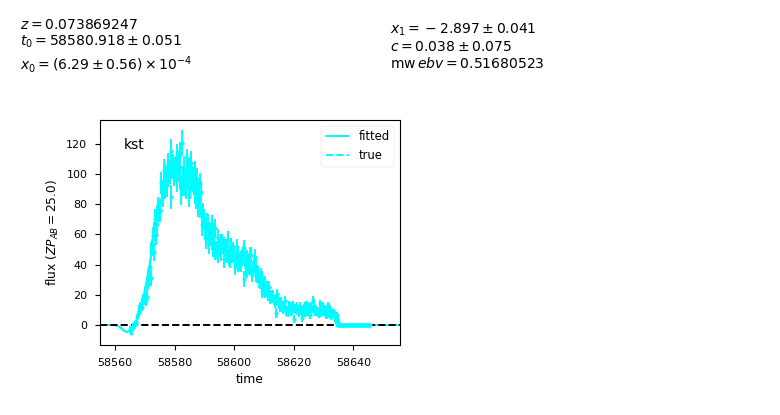 z = 0.073869247
t₀ = 58580.918 ± 0.051
x₀ = (6.29 ± 0.56) × 10⁻⁴
x₁ = −2.897 ± 0.041
c = 0.038 ± 0.075
mw ebv = 0.51680523
kst
fitted
true
120
100
80
60
40
20
0
flux (ZP_AB = 25.0)
58560 58580 58600 58620 58640
time